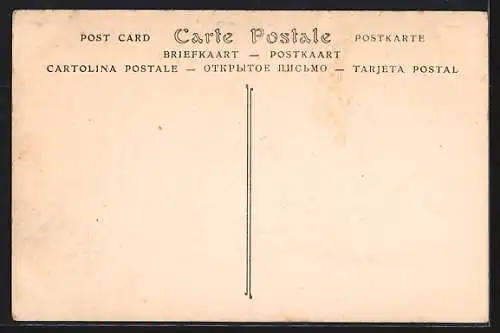 POST CARD Carte Postale POSTKARTE
BRIEFKAART — POSTKAART
CARTOLINA POSTALE — ОТКРЫТОЕ ПИСЬМО — TARJETA POSTAL